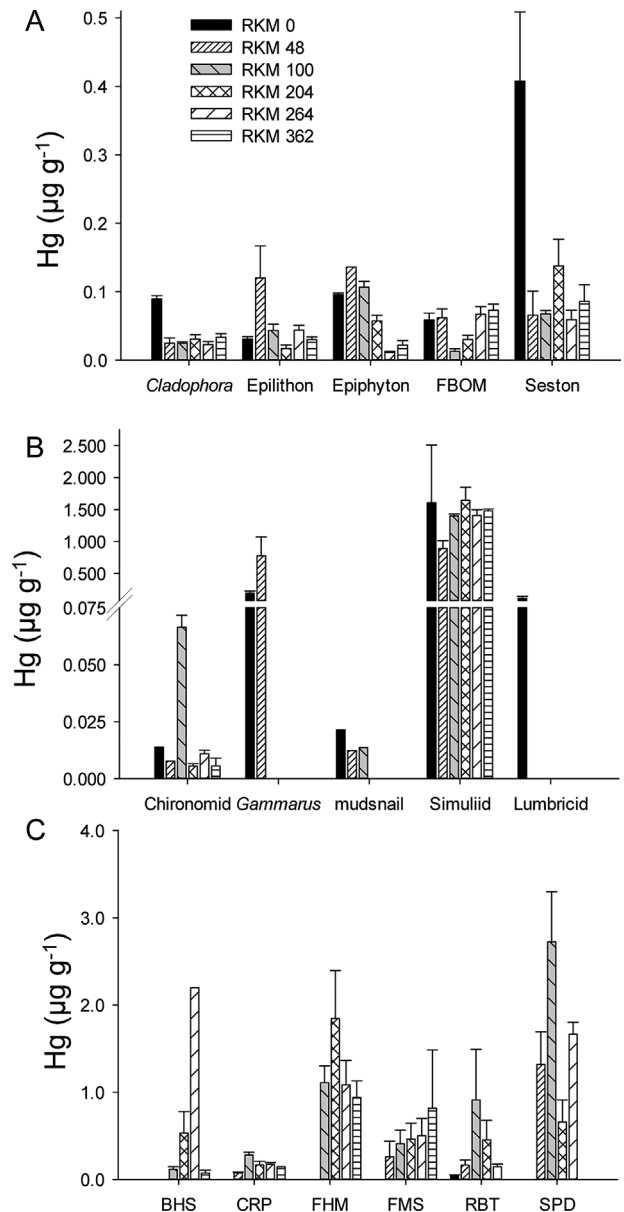 A
RKM 0
RKM 48
RKM 100
RKM 204
RKM 264
RKM 362
Hg (µg g⁻¹)
0.5
0.4
0.3
0.2
0.1
0.0
Cladophora Epilithon Epiphyton FBOM Seston
B
Hg (µg g⁻¹)
2.500
2.000
1.500
1.000
0.500
0.075
0.050
0.025
0.000
Chironomid Gammarus mudsnail Simuliid Lumbricid
C
Hg (µg g⁻¹)
4.0
3.0
2.0
1.0
0.0
BHS CRP FHM FMS RBT SPD